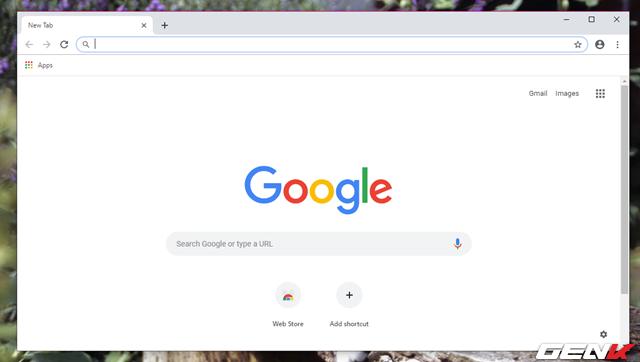 New Tab
Apps
Gmail Images
Google
Search Google or type a URL
Web Store Add shortcut
GENK